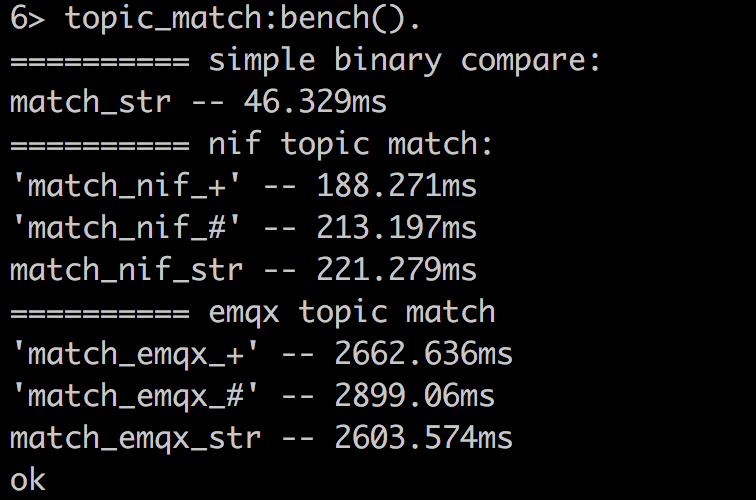 6> topic_match:bench().
========== simple binary compare:
match_str -- 46.329ms
========== nif topic match:
'match_nif_+' -- 188.271ms
'match_nif_#' -- 213.197ms
match_nif_str -- 221.279ms
========== emqx topic match
'match_emqx_+' -- 2662.636ms
'match_emqx_#' -- 2899.06ms
match_emqx_str -- 2603.574ms
ok